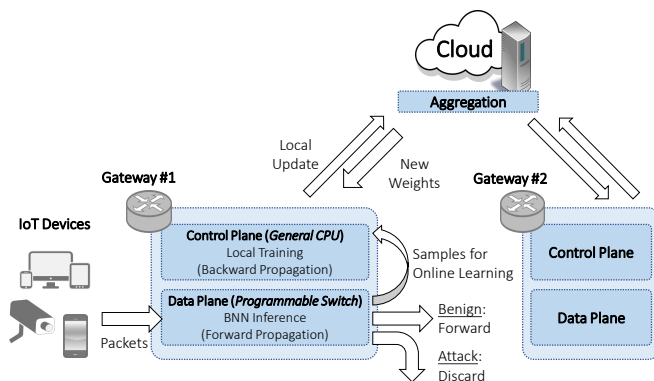 Cloud
Aggregation
Local
Update
New
Weights
Gateway #1
Gateway #2
IoT Devices
Control Plane (General CPU)
Local Training
(Backward Propagation)
Samples for
Online Learning
Control Plane
Data Plane (Programmable Switch)
BNN Inference
(Forward Propagation)
Packets
Benign:
Forward
Attack:
Discard
Data Plane